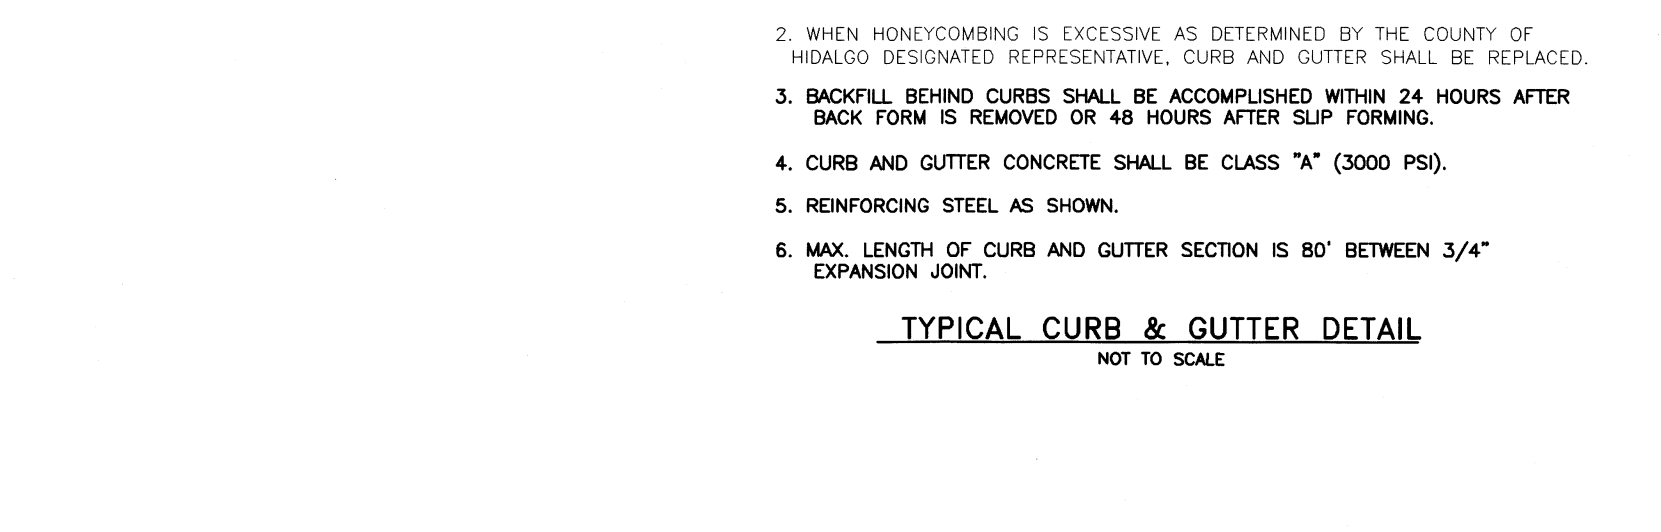 2. WHEN HONEYCOMBING IS EXCESSIVE AS DETERMINED BY THE COUNTY OF
HIDALGO DESIGNATED REPRESENTATIVE, CURB AND GUTTER SHALL BE REPLACED.
3. BACKFILL BEHIND CURBS SHALL BE ACCOMPLISHED WITHIN 24 HOURS AFTER
BACK FORM IS REMOVED OR 48 HOURS AFTER SLIP FORMING.
4. CURB AND GUTTER CONCRETE SHALL BE CLASS "A" (3000 PSI).
5. REINFORCING STEEL AS SHOWN.
6. MAX. LENGTH OF CURB AND GUTTER SECTION IS 80' BETWEEN 3/4"
EXPANSION JOINT.
TYPICAL CURB & GUTTER DETAIL
NOT TO SCALE